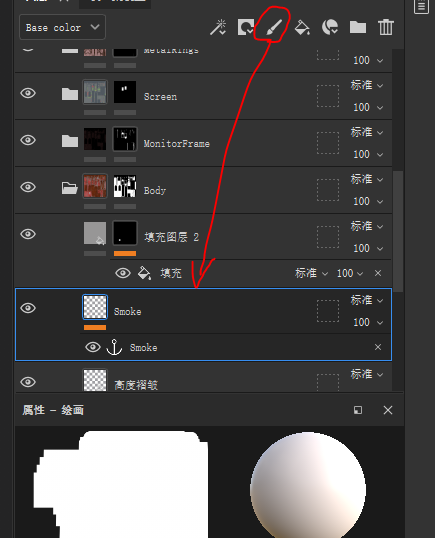 Base color
MetalRings
100
Screen
标准
100
MonitorFrame
标准
100
Body
标准
100
填充图层 2
标准
100
填充
标准
100
Smoke
标准
100
Smoke
高度褶皱
标准
属性 - 绘画